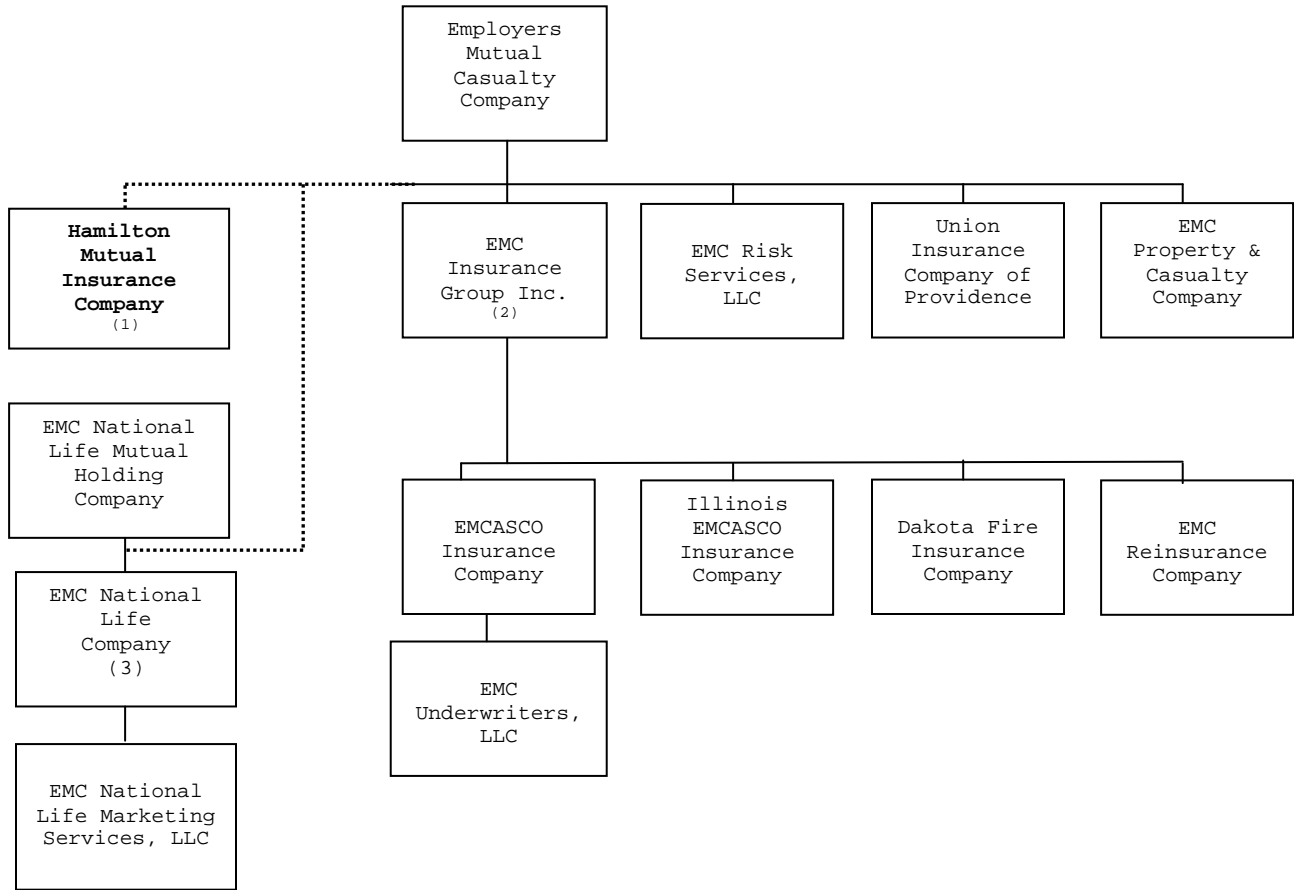 Employers
Mutual
Casualty
Company
Hamilton
Mutual
Insurance
Company
(1)
EMC
Insurance
Group Inc.
(2)
EMC Risk
Services,
LLC
Union
Insurance
Company of
Providence
EMC
Property &
Casualty
Company
EMC National
Life Mutual
Holding
Company
EMCASCO
Insurance
Company
Illinois
EMCASCO
Insurance
Company
Dakota Fire
Insurance
Company
EMC
Reinsurance
Company
EMC National
Life
Company
(3)
EMC
Underwriters,
LLC
EMC National
Life Marketing
Services, LLC